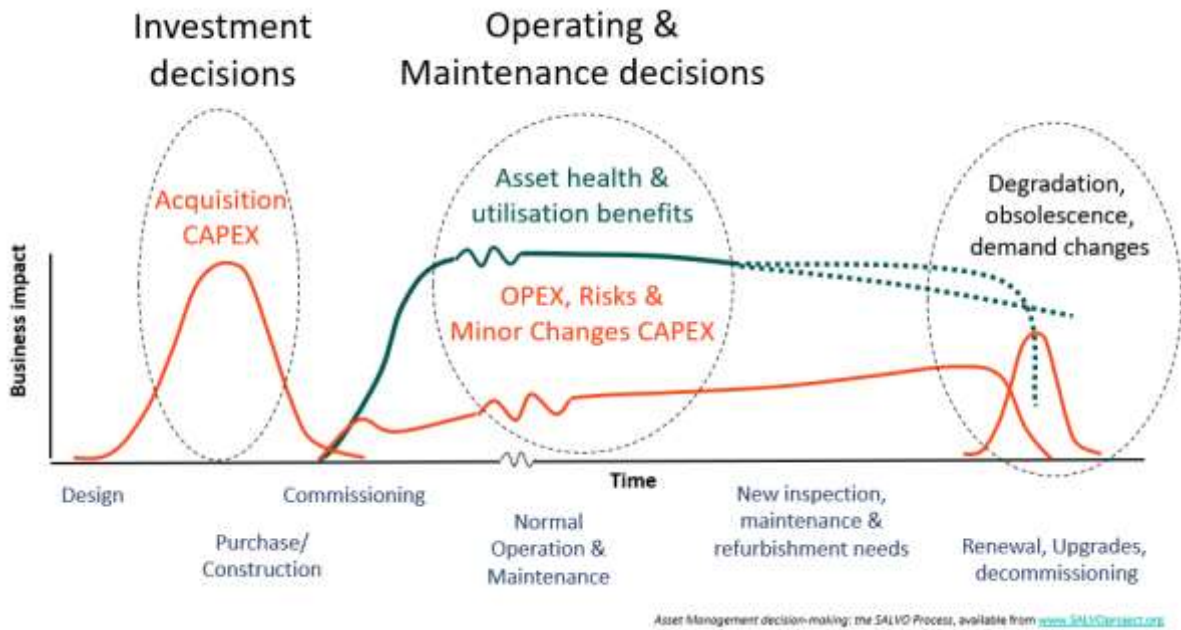 Investment
decisions
Operating &
Maintenance decisions
Acquisition
CAPEX
Asset health &
utilisation benefits
OPEX, Risks &
Minor Changes CAPEX
Degradation,
obsolescence,
demand changes
Business impact
Time
Design
Purchase/
Construction
Commissioning
Normal
Operation &
Maintenance
New inspection,
maintenance &
refurbishment needs
Renewal, Upgrades,
decommissioning
Asset Management decision-making: the SALVO Process, available from www.SALVOproject.org